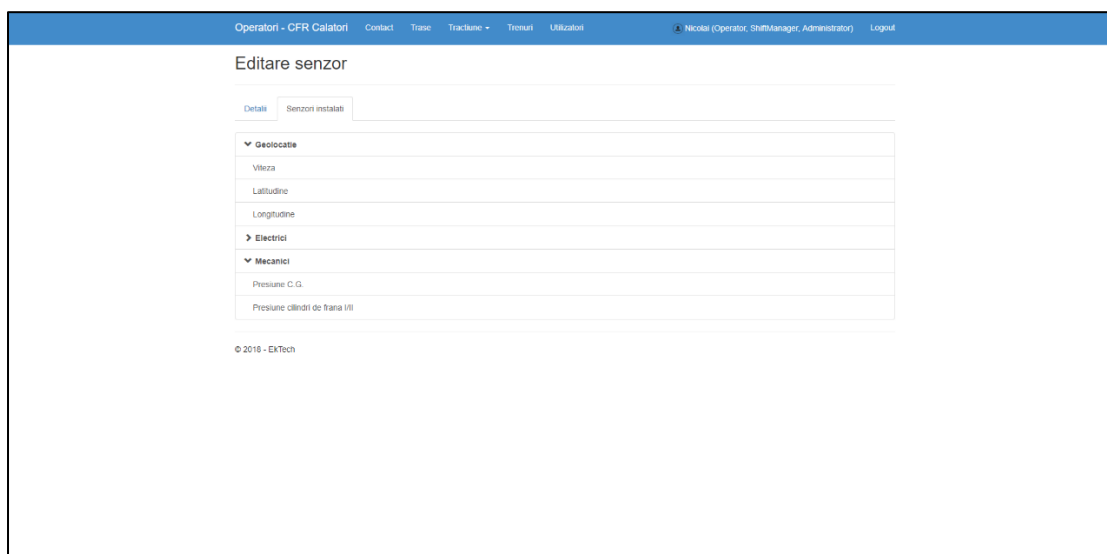 Operatori - CFR Calatori Contact Trase Tractiune Trenuri Utilizatori Nicolai (Operator, ShiftManager, Administrator) Logout
Editare senzor
Detalii Senzori instalati
Geolocatie
Viteza
Latitudine
Longitudine
Electrici
Mecanici
Presiune C.G.
Presiune cilindri de frana I/II
© 2018 - EkTech